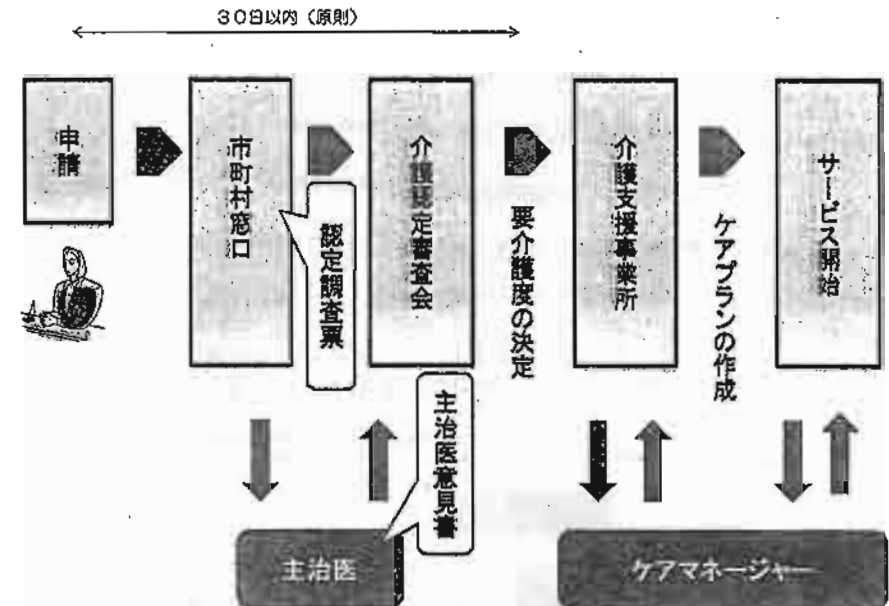 30日以内（原則）
申請
市町村窓口
認定調査票
介護認定審査会
主治医意見書
要介護度の決定
介護支援事業所
ケアプランの作成
サービス開始
主治医
ケアマネージャー